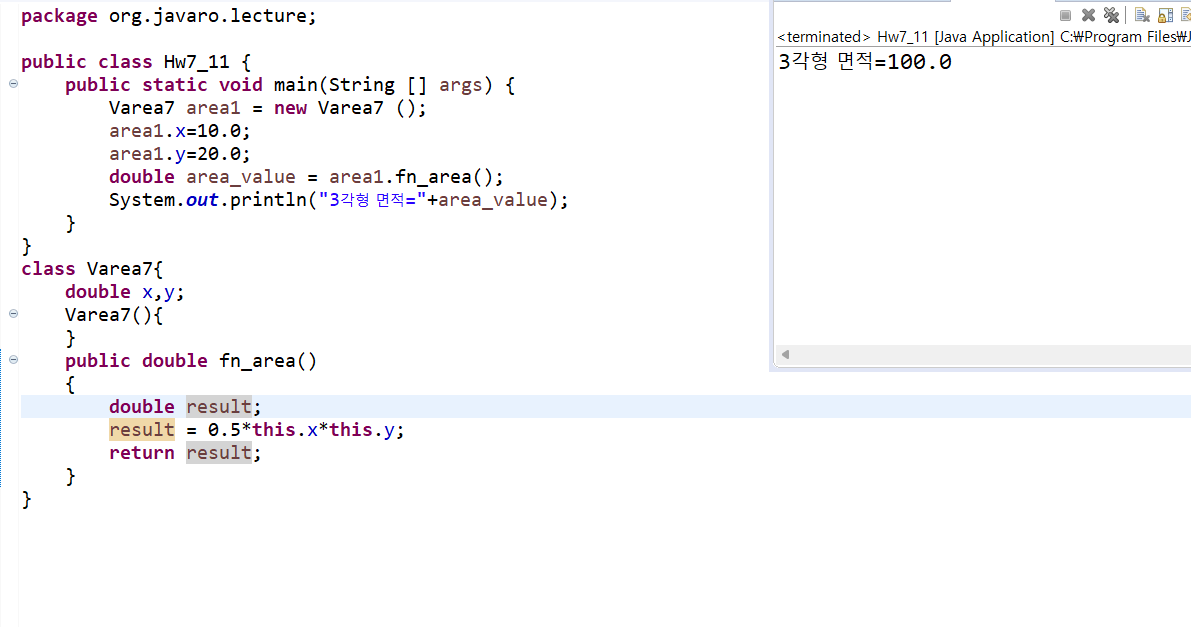 package org.javaro.lecture;
public class Hw7_11 {
public static void main(String [] args) {
Varea7 area1 = new Varea7 ();
area1.x=10.0;
area1.y=20.0;
double area_value = area1.fn_area();
System.out.println("3각형 면적="+area_value);
}
}
class Varea7{
double x,y;
Varea7(){
}
public double fn_area()
{
double result;
result = 0.5*this.x*this.y;
return result;
}
}
<terminated> Hw7_11 [Java Application] C:₩Program Files₩J
3각형 면적=100.0